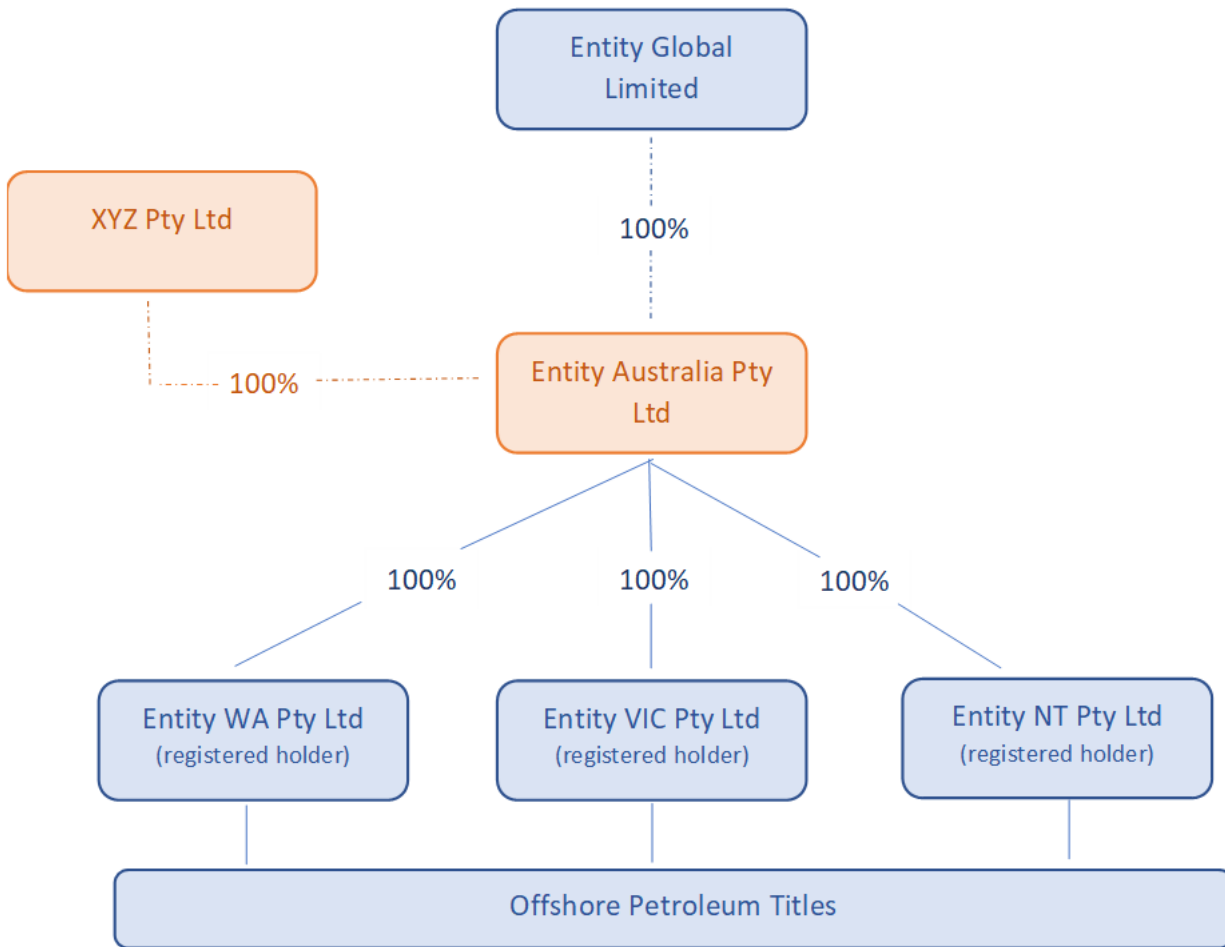 Entity Global
Limited
XYZ Pty Ltd
100%
Entity Australia Pty
Ltd
100%
100%
100%
100%
Entity WA Pty Ltd
(registered holder)
Entity VIC Pty Ltd
(registered holder)
Entity NT Pty Ltd
(registered holder)
Offshore Petroleum Titles